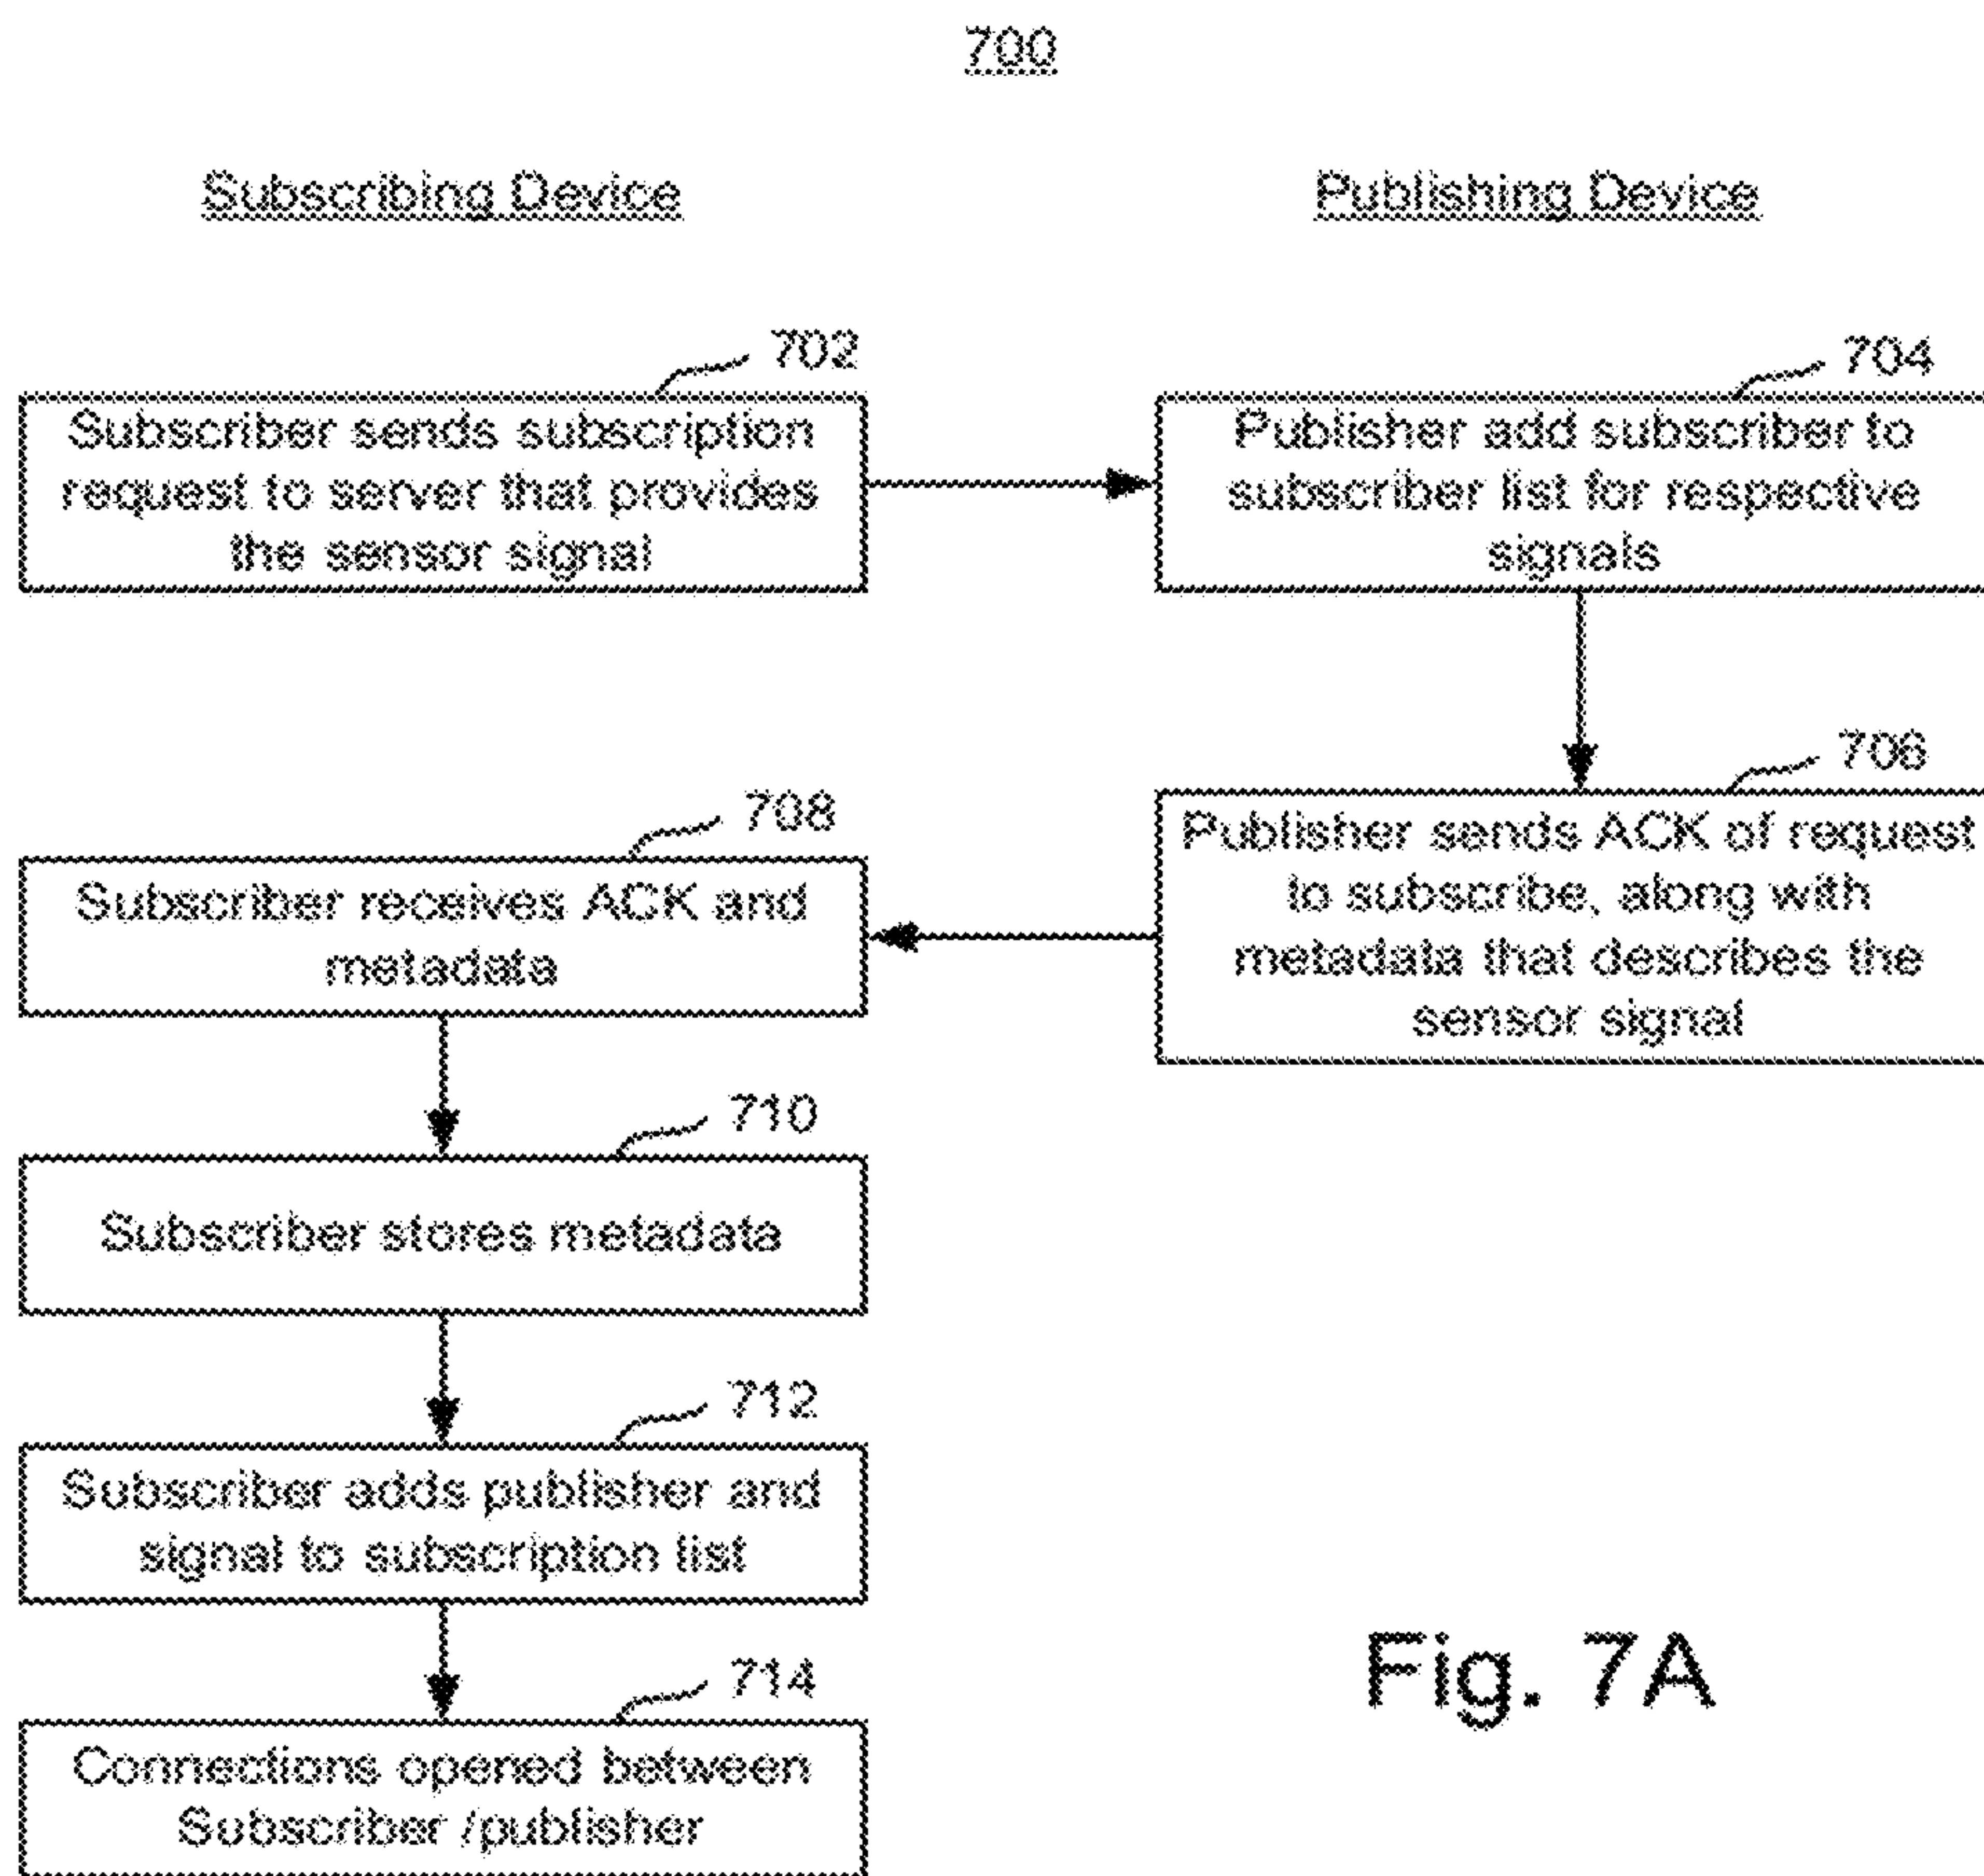 700
Subscribing Device
Publishing Device
702
Subscriber sends subscription
request to server that provides
the sensor signal
704
Publisher add subscriber to
subscriber list for respective
signals
706
Publisher sends ACK of request
to subscribe, along with
metadata that describes the
sensor signal
708
Subscriber receives ACK and
metadata
710
Subscriber stores metadata
712
Subscriber adds publisher and
signal to subscription list
714
Connections opened between
Subscriber /publisher
Fig. 7A